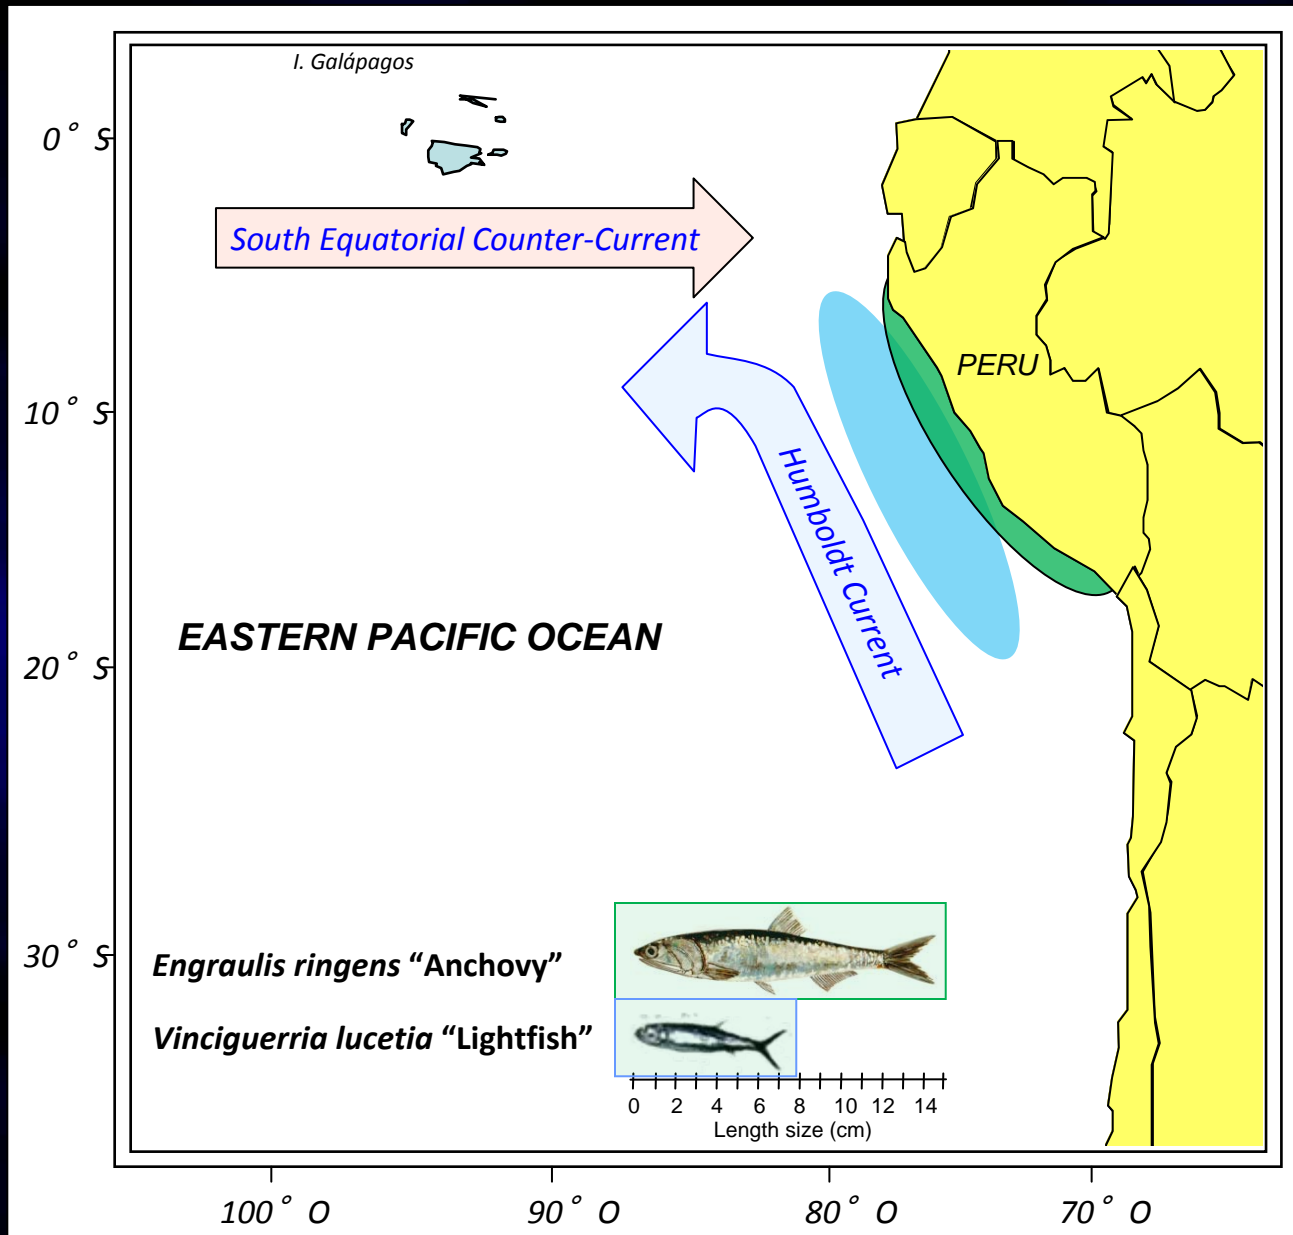 I. Galápagos
0° S
South Equatorial Counter-Current
PERU
10° S
Humboldt Current
EASTERN PACIFIC OCEAN
20° S
30° S
Engraulis ringens “Anchovy”
Vinciguerria lucetia “Lightfish”
0 2 4 6 8 10 12 14
Length size (cm)
100° O 90° O 80° O 70° O